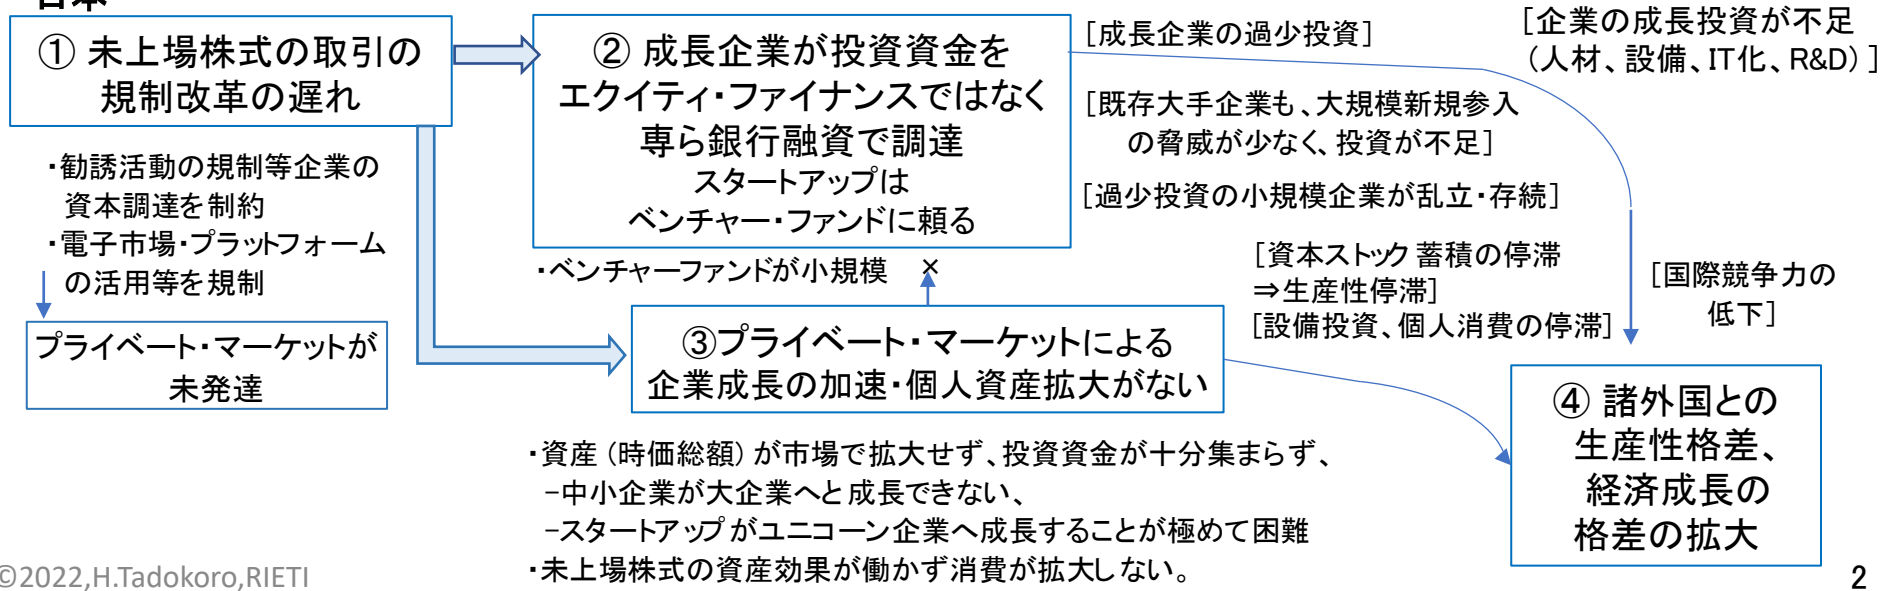 日本
① 未上場株式の取引の
規制改革の遅れ
・勧誘活動の規制等企業の
資本調達を制約
・電子市場・プラットフォーム
の活用等を規制
プライベート・マーケットが
未発達
② 成長企業が投資資金を
エクイティ・ファイナンスではなく
専ら銀行融資で調達
スタートアップは
ベンチャー・ファンドに頼る
・ベンチャーファンドが小規模 ×
③プライベート・マーケットによる
企業成長の加速・個人資産拡大がない
・資産（時価総額）が市場で拡大せず、投資資金が十分集まらず、
－中小企業が大企業へと成長できない、
－スタートアップがユニコーン企業へ成長することが極めて困難
・未上場株式の資産効果が働かず消費が拡大しない。
[成長企業の過少投資]
[既存大手企業も、大規模新規参入
の脅威が少なく、投資が不足]
[過少投資の小規模企業が乱立・存続]
[資本ストック 蓄積の停滞
⇒生産性停滞]
[設備投資、個人消費の停滞]
[企業の成長投資が不足
（人材、設備、IT化、R&D）]
[国際競争力の
低下]
④ 諸外国との
生産性格差、
経済成長の
格差の拡大
©2022,H.Tadokoro,RIETI
2